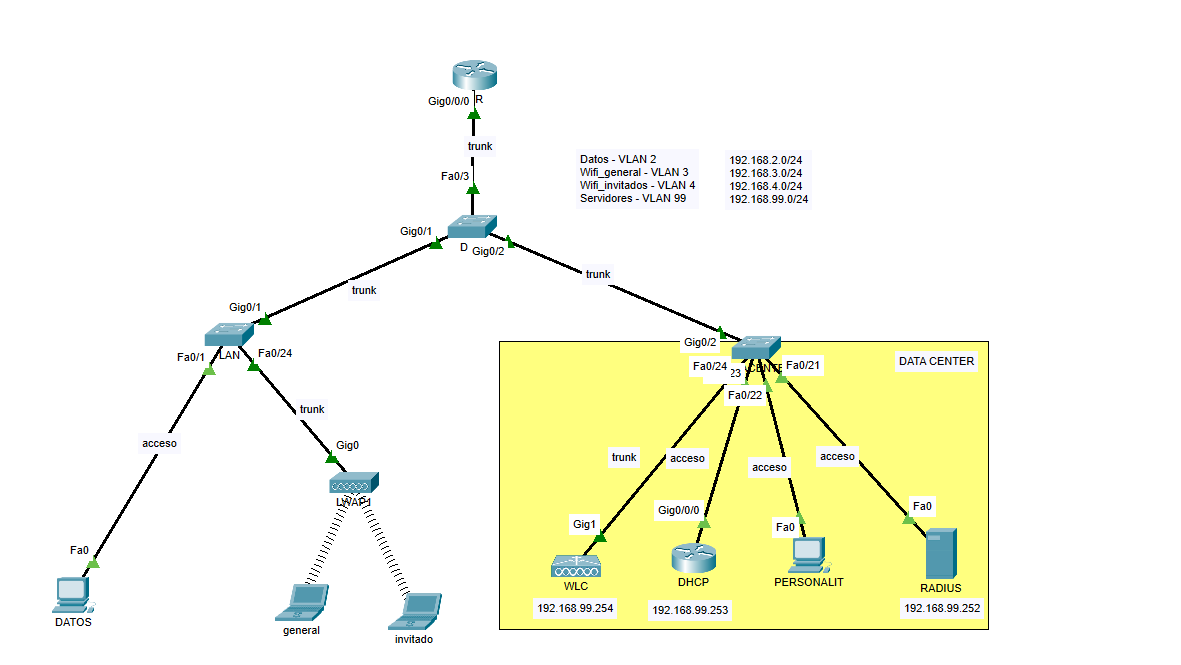 Gig0/0/0
R
trunk
Fa0/3
Datos - VLAN 2
Wifi_general - VLAN 3
Wifi_invitados - VLAN 4
Servidores - VLAN 99
192.168.2.0/24
192.168.3.0/24
192.168.4.0/24
192.168.99.0/24
Gig0/1
D
Gig0/2
trunk
trunk
Gig0/1
LAN
Fa0/1
Fa0/24
Gig0/2
Fa0/24
23
Fa0/22
Fa0/21
DATA CENTER
acceso
trunk
Gig0
LWAP1
trunk
acceso
acceso
acceso
Gig1
Gig0/0/0
Fa0
Fa0
WLC
DHCP
PERSONALIT
RADIUS
192.168.99.254
192.168.99.253
192.168.99.252
Fa0
DATOS
general
invitado